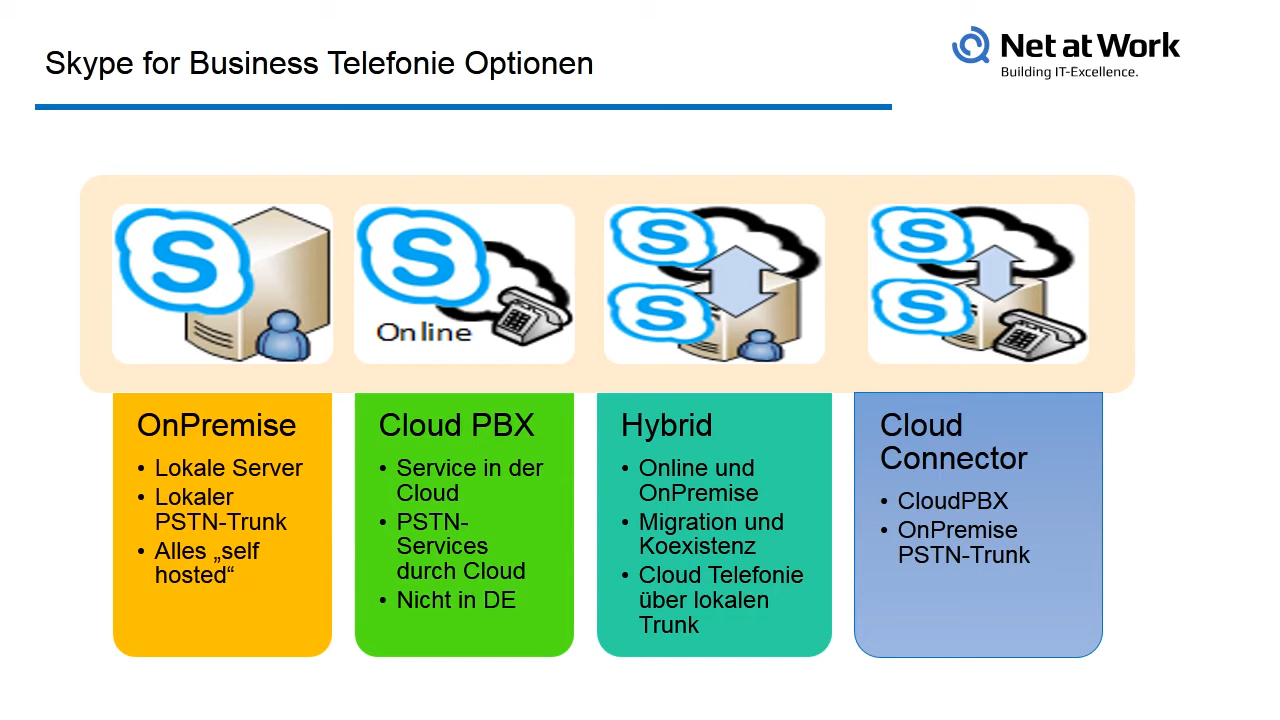 Skype for Business Telefonie Optionen
Net at Work
Building IT-Excellence.
Online
OnPremise
• Lokale Server
• Lokaler
PSTN-Trunk
• Alles „self
hosted“
Cloud PBX
• Service in der
Cloud
• PSTN-
Services
durch Cloud
• Nicht in DE
Hybrid
• Online und
OnPremise
• Migration und
Koexistenz
• Cloud Telefonie
über lokalen
Trunk
Cloud
Connector
• CloudPBX
• OnPremise
PSTN-Trunk